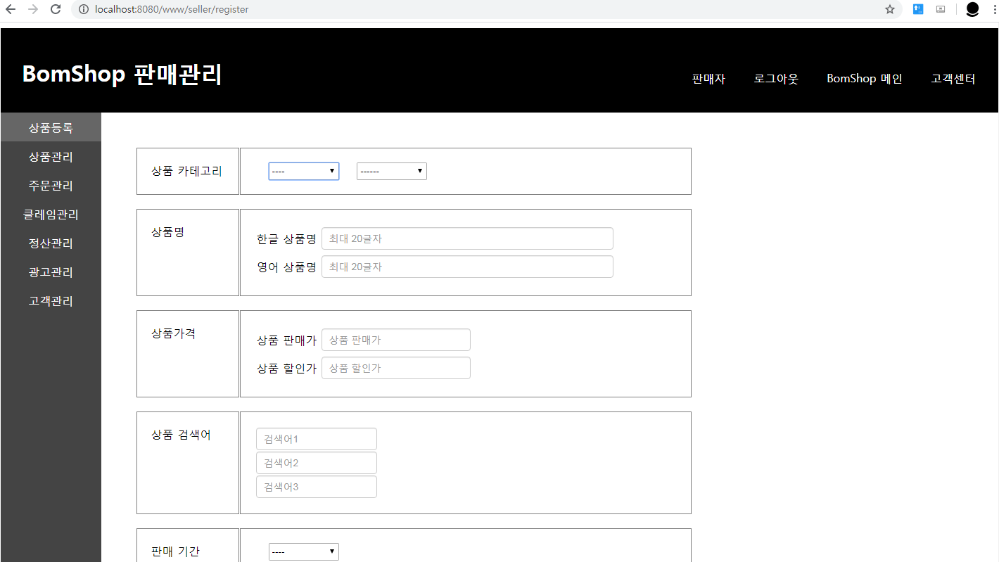 localhost:8080/www/seller/register
BomShop 판매관리
판매자 로그아웃 BomShop 메인 고객센터
상품등록
상품관리
주문관리
클레임관리
정산관리
광고관리
고객관리
상품 카테고리 ---- ------
상품명
한글 상품명 최대 20글자
영어 상품명 최대 20글자
상품가격
상품 판매가 상품 판매가
상품 할인가 상품 할인가
상품 검색어
검색어1
검색어2
검색어3
판매 기간 ----